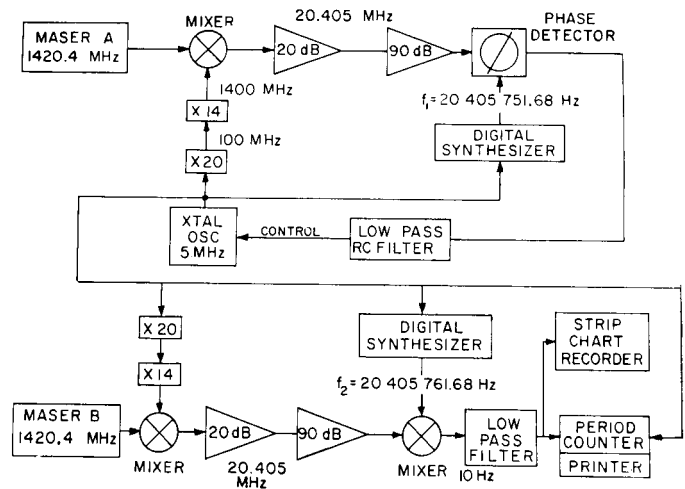 MASER A
1420.4 MHz
MIXER
20.405 MHz
20 dB
90 dB
PHASE
DETECTOR
1400 MHz
X 14
100 MHz
X 20
f₁=20 405 751.68 Hz
DIGITAL
SYNTHESIZER
XTAL
OSC
5 MHz
CONTROL
LOW PASS
RC FILTER
X 20
X 14
DIGITAL
SYNTHESIZER
f₂=20 405 761.68 Hz
STRIP
CHART
RECORDER
MASER B
1420.4 MHz
MIXER
20 dB
90 dB
20.405
MHz
MIXER
LOW
PASS
FILTER
10 Hz
PERIOD
COUNTER
PRINTER